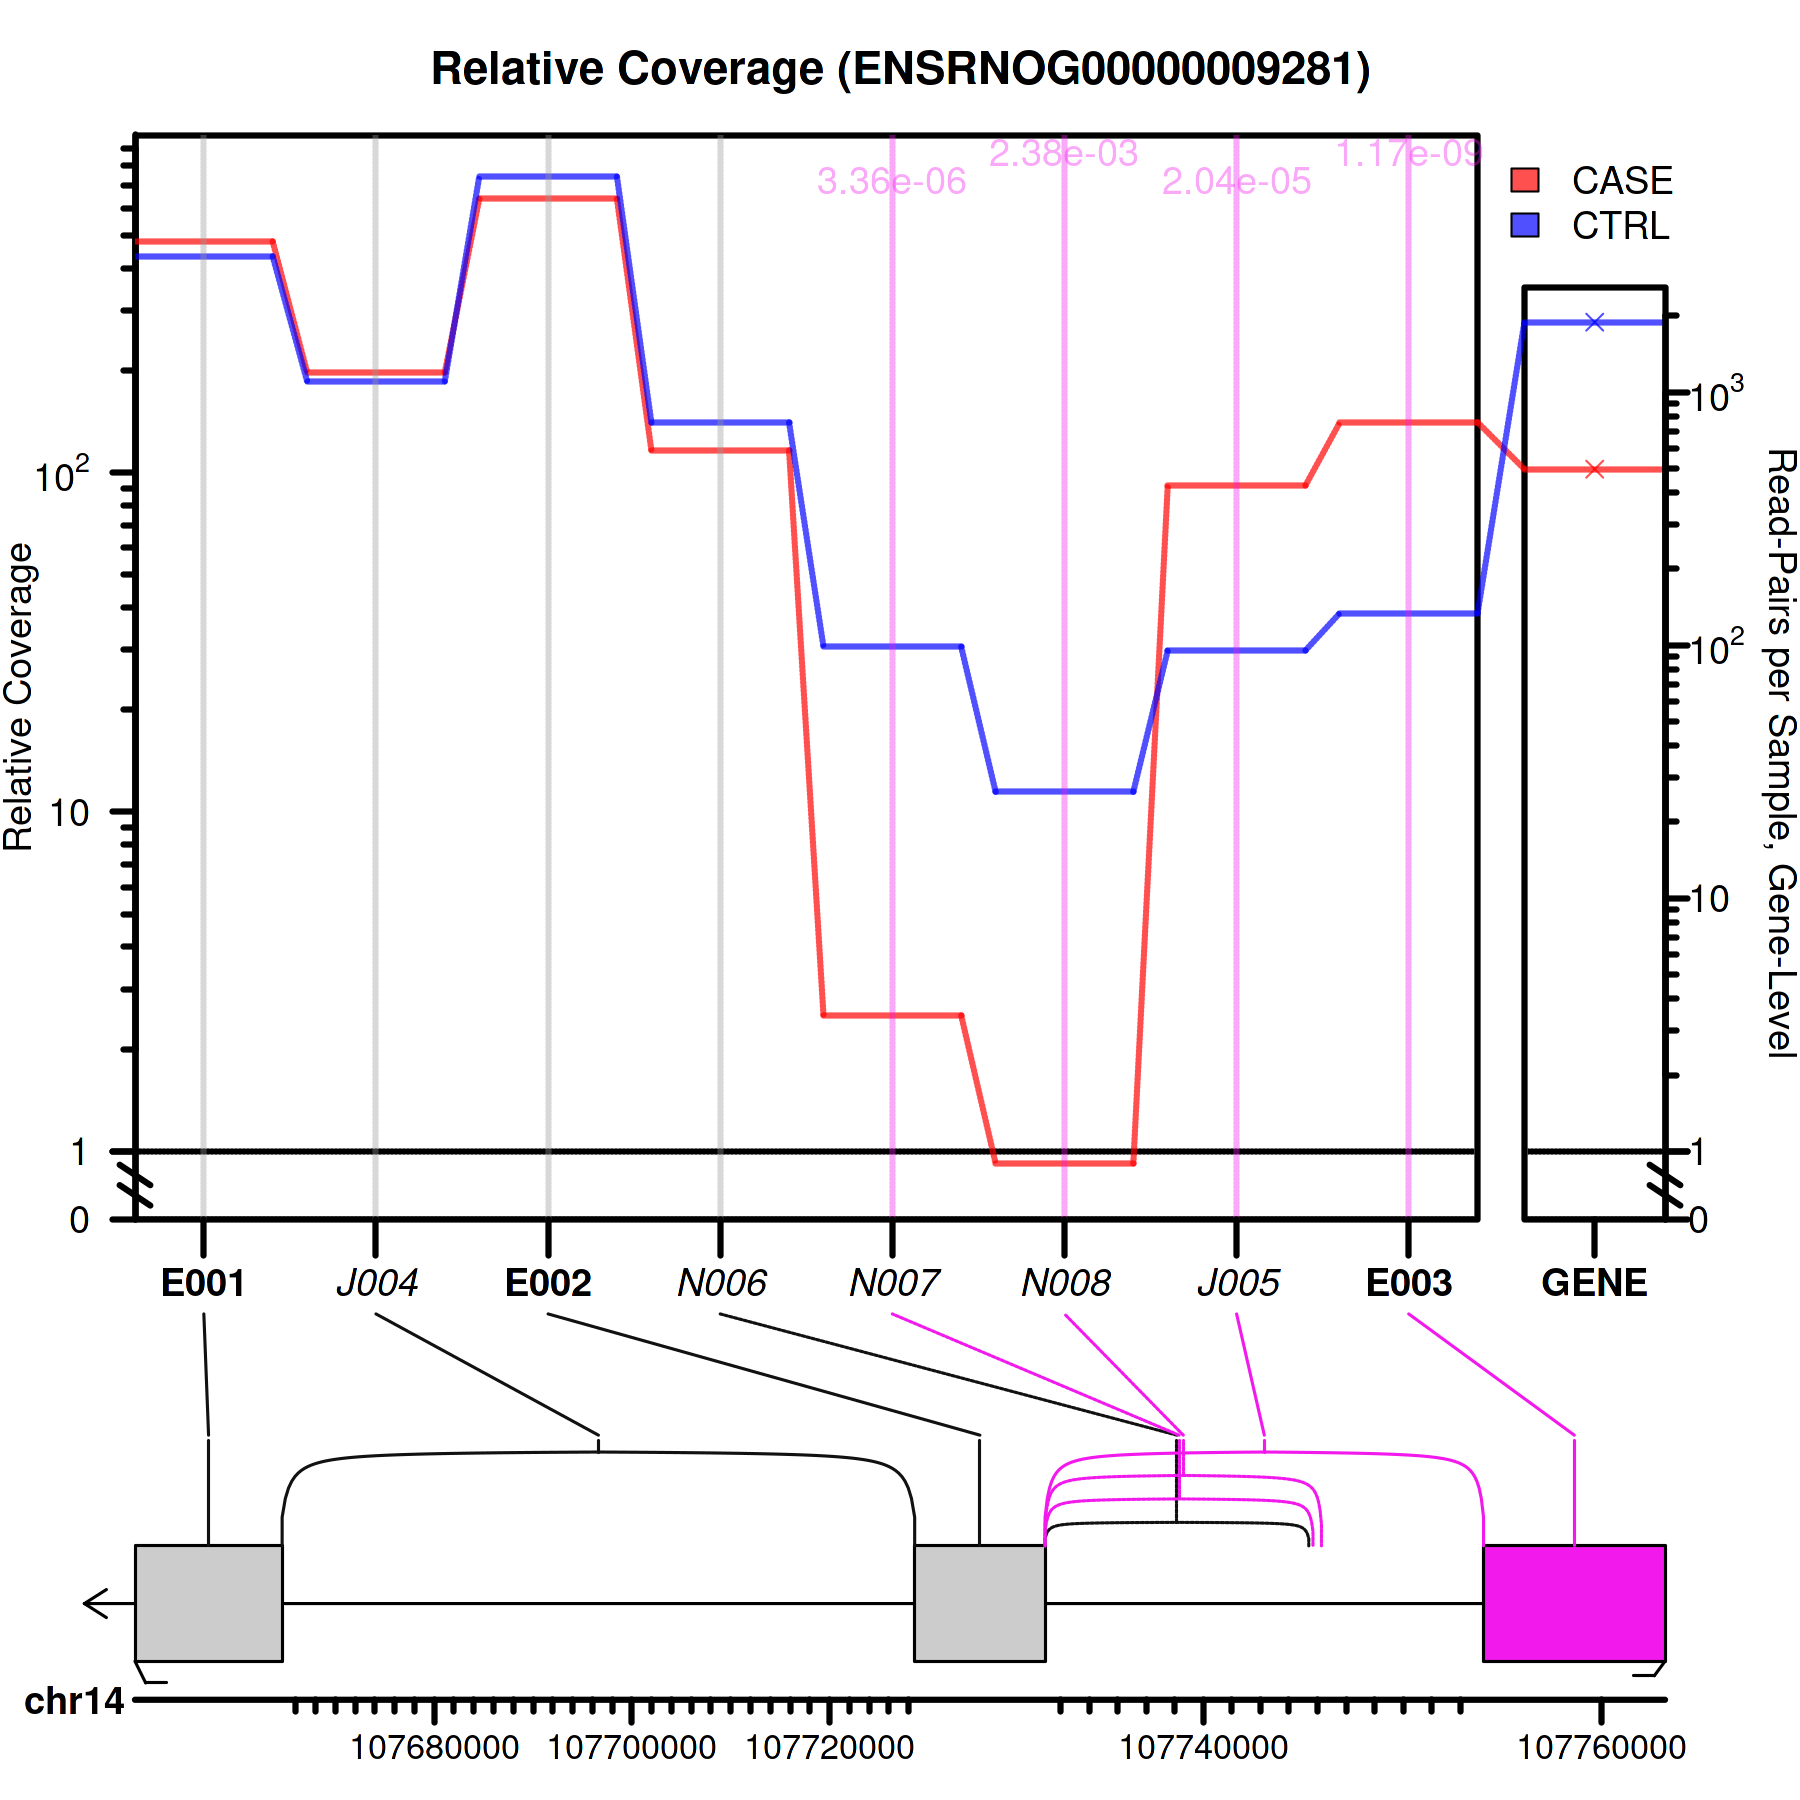 Relative Coverage (ENSRNOG00000009281)
3.36e-06
2.38e-03
2.04e-05
1.17e-09
CASE
CTRL
Relative Coverage
10²
10
1
0
10³
10²
10
1
0
Read-Pairs per Sample, Gene-Level
E001 J004 E002 N006 N007 N008 J005 E003 GENE
chr14
107680000 107700000 107720000 107740000 107760000